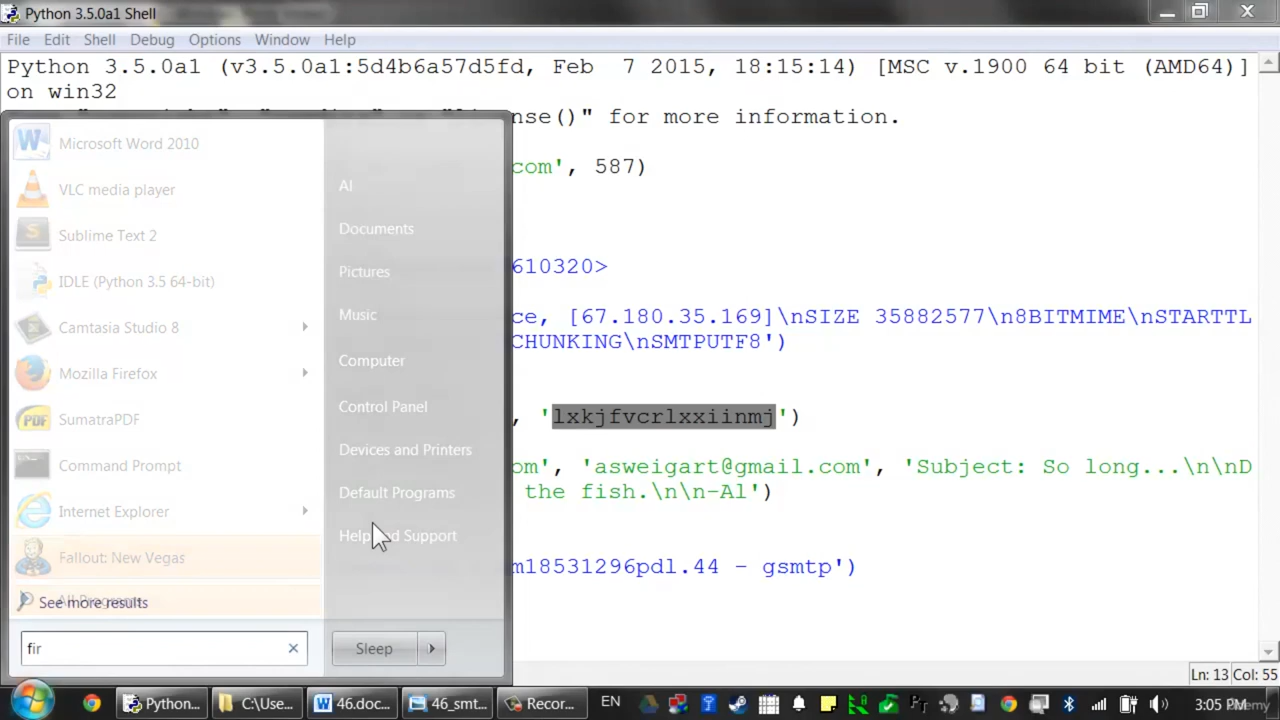 Python 3.5.0a1 Shell
File Edit Shell Debug Options Window Help
Python 3.5.0a1 (v3.5.0a1:5d4b6a57d5fd, Feb  7 2015, 18:15:14) [MSC v.1900 64 bit (AMD64)]
on win32
nse()" for more information.
com', 587)
610320>
ce, [67.180.35.169]\nSIZE 35882577\n8BITMIME\nSTARTTL
CHUNKING\nSMTPUTF8')
, 'lxkjfvcrlxxiinmj')
om', 'asweigart@gmail.com', 'Subject: So long...\n\nD
the fish.\n\n-Al')
m18531296pdl.44 - gsmtp')
Microsoft Word 2010
VLC media player
Sublime Text 2
IDLE (Python 3.5 64-bit)
Camtasia Studio 8
Mozilla Firefox
SumatraPDF
Command Prompt
Internet Explorer
Fallout: New Vegas
See more results
fir
Al
Documents
Pictures
Music
Computer
Control Panel
Devices and Printers
Default Programs
Help and Support
Sleep
Ln: 13 Col: 55
Python... C:\Use... 46.doc... 46_smt... Recor... EN 3:05 PM